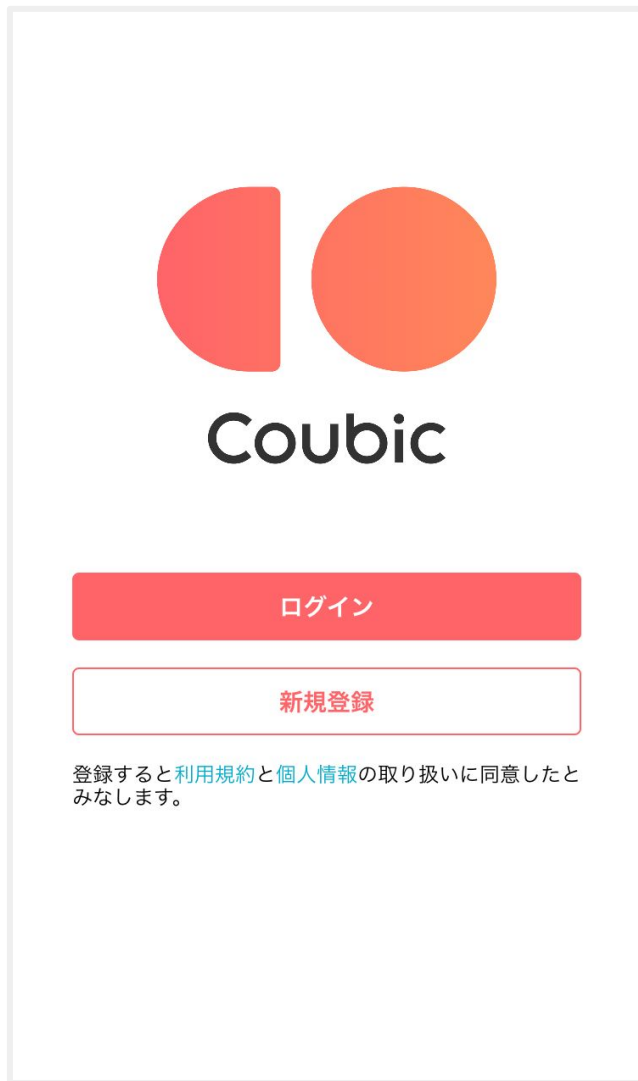 Coubic
ログイン
新規登録
登録すると利用規約と個人情報の取り扱いに同意したと
みなします。